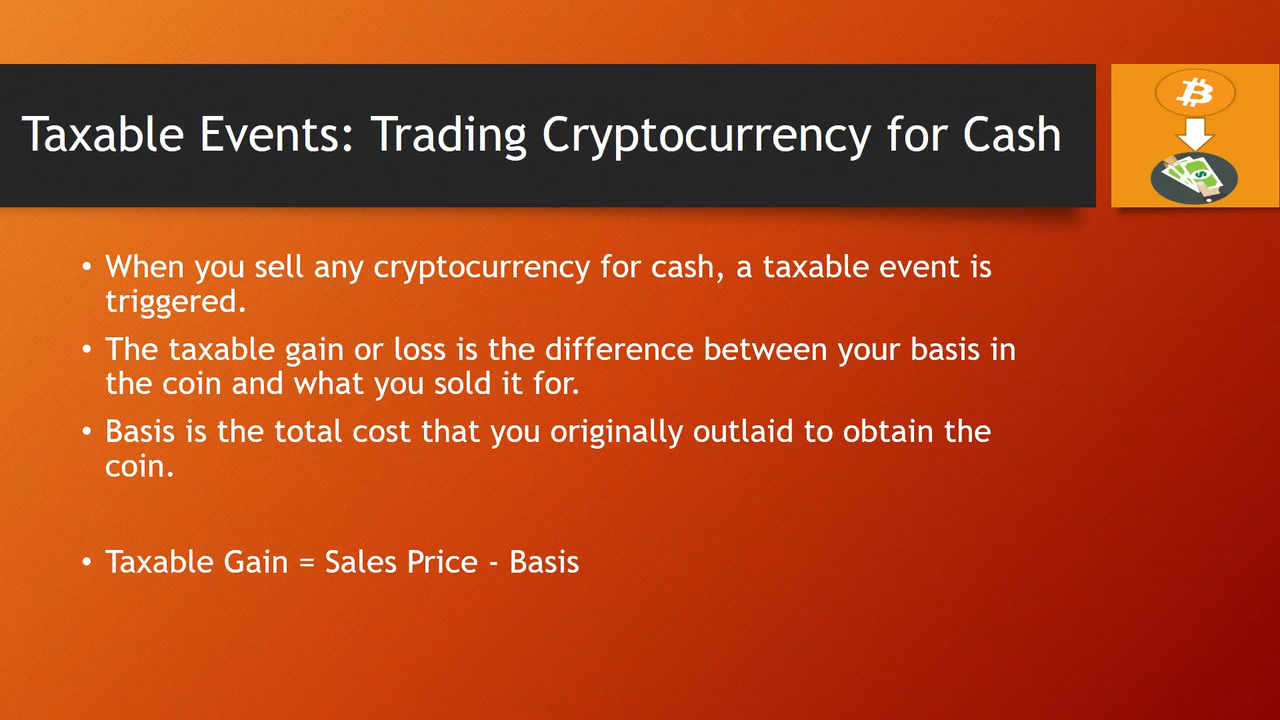 Taxable Events: Trading Cryptocurrency for Cash
• When you sell any cryptocurrency for cash, a taxable event is
triggered.
• The taxable gain or loss is the difference between your basis in
the coin and what you sold it for.
• Basis is the total cost that you originally outlaid to obtain the
coin.
• Taxable Gain = Sales Price - Basis